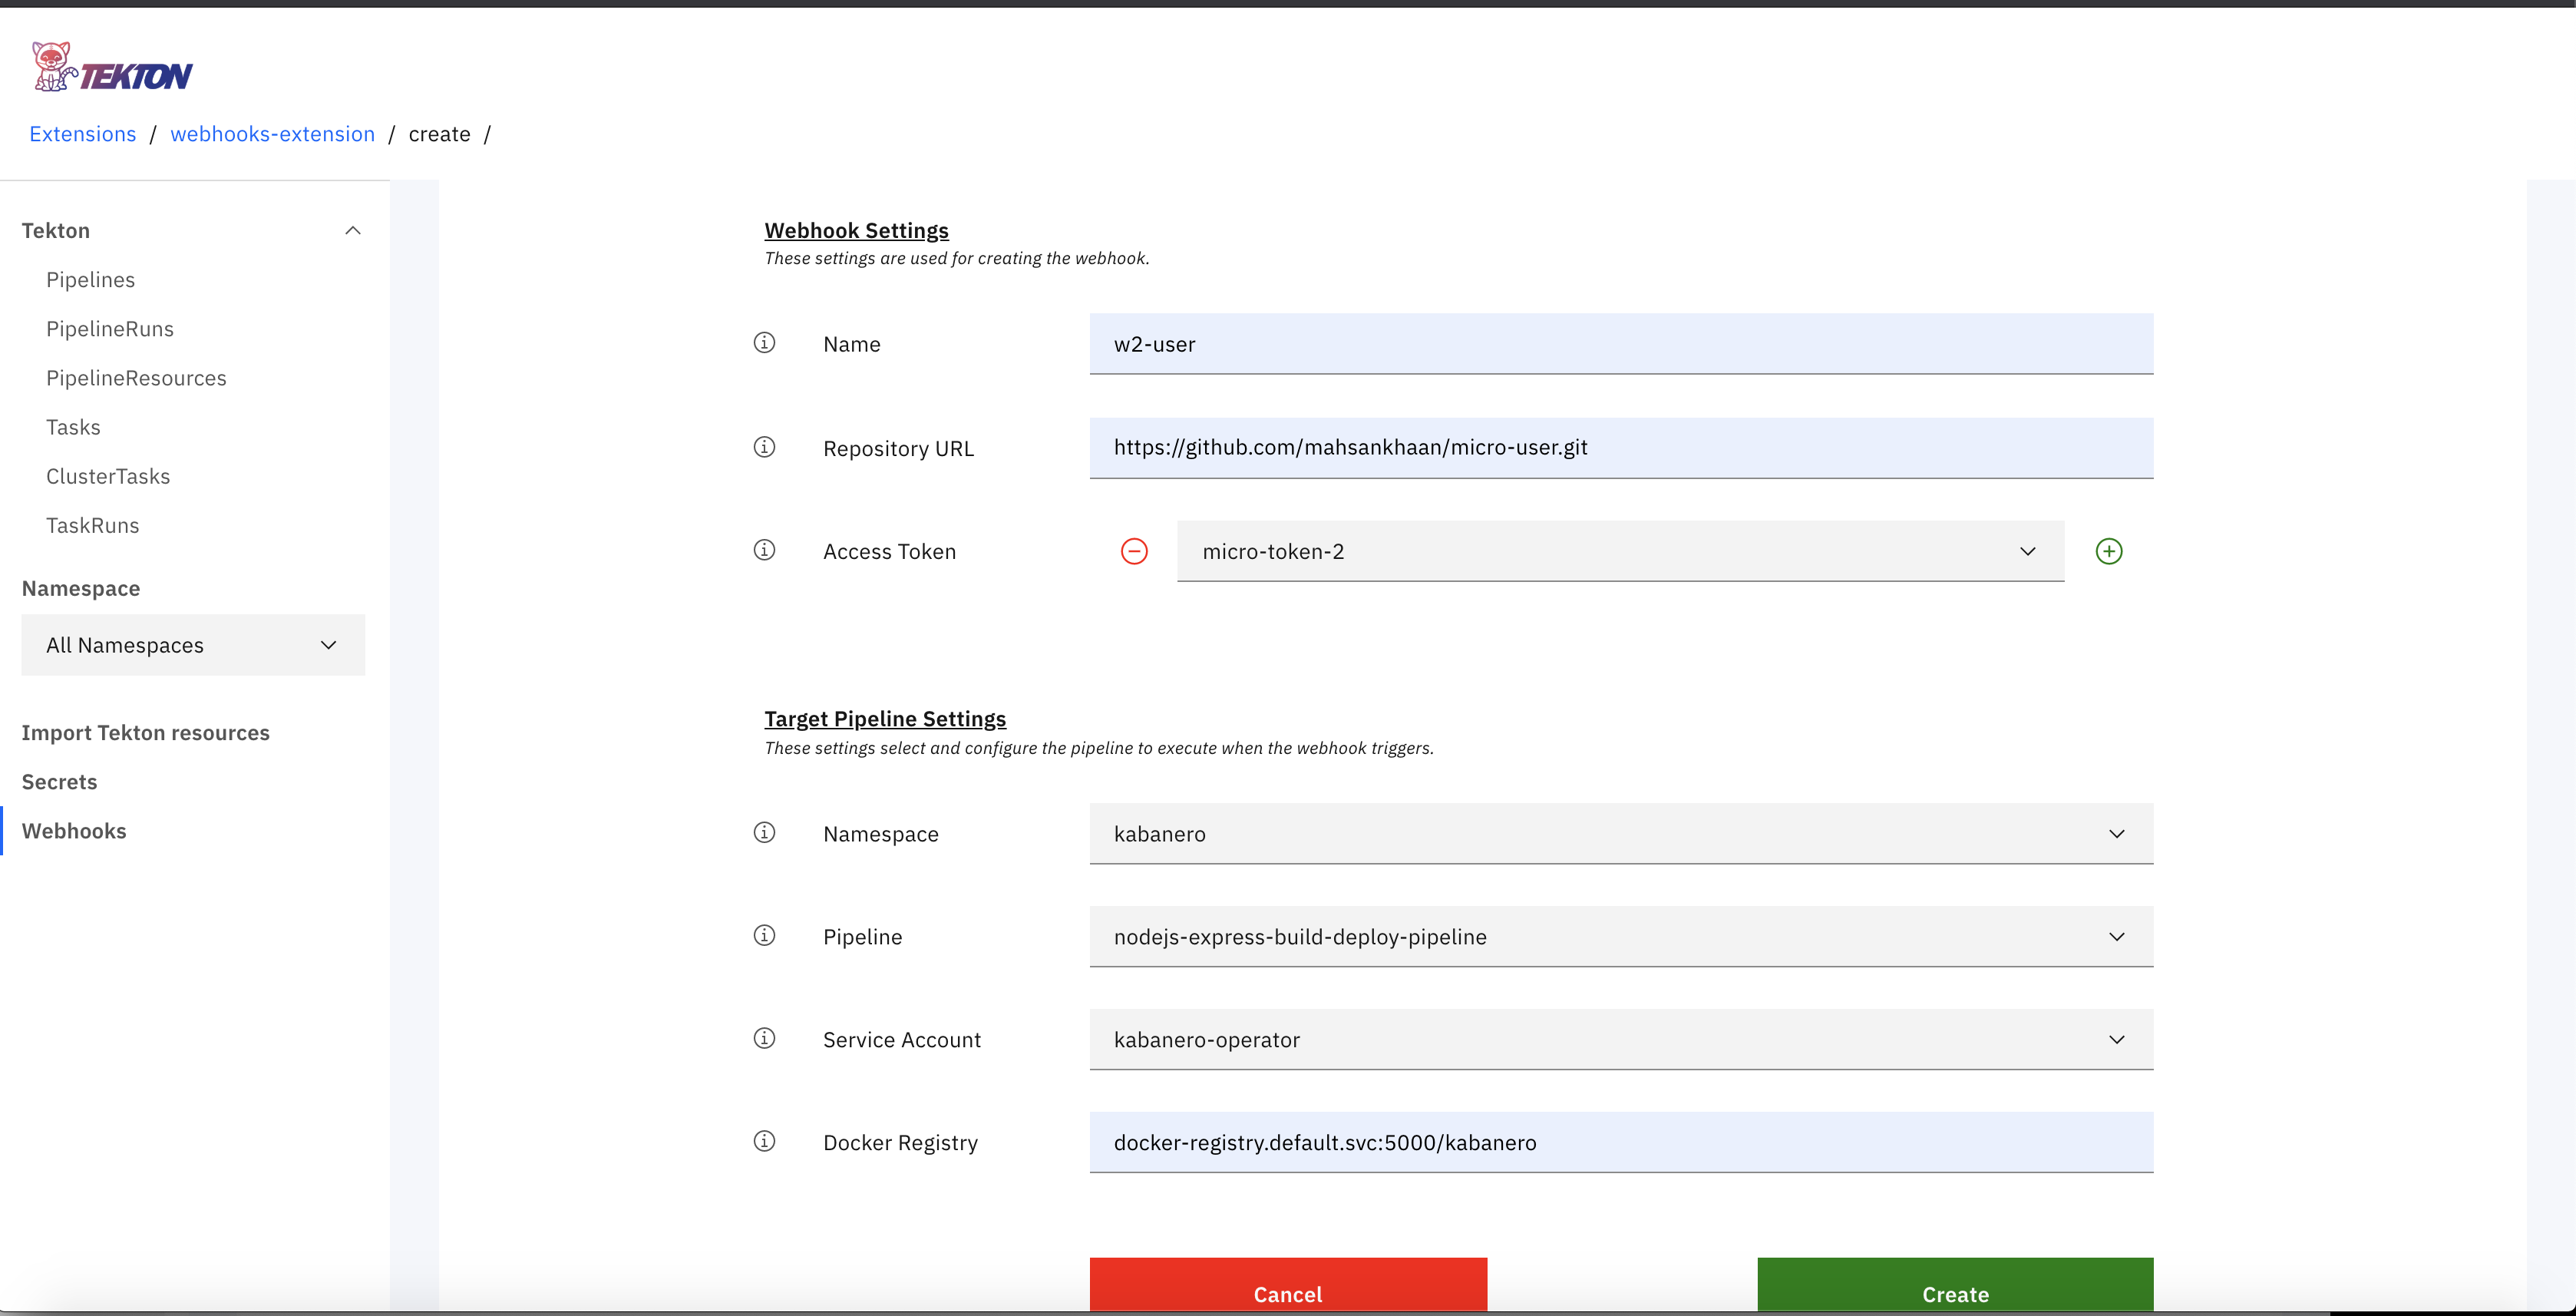 TEKTON
Extensions / webhooks-extension / create /
Tekton
Pipelines
PipelineRuns
PipelineResources
Tasks
ClusterTasks
TaskRuns
Namespace
All Namespaces
Import Tekton resources
Secrets
Webhooks
Webhook Settings
These settings are used for creating the webhook.
Name
w2-user
Repository URL
https://github.com/mahsankhaan/micro-user.git
Access Token
micro-token-2
Target Pipeline Settings
These settings select and configure the pipeline to execute when the webhook triggers.
Namespace
kabanero
Pipeline
nodejs-express-build-deploy-pipeline
Service Account
kabanero-operator
Docker Registry
docker-registry.default.svc:5000/kabanero
Cancel
Create